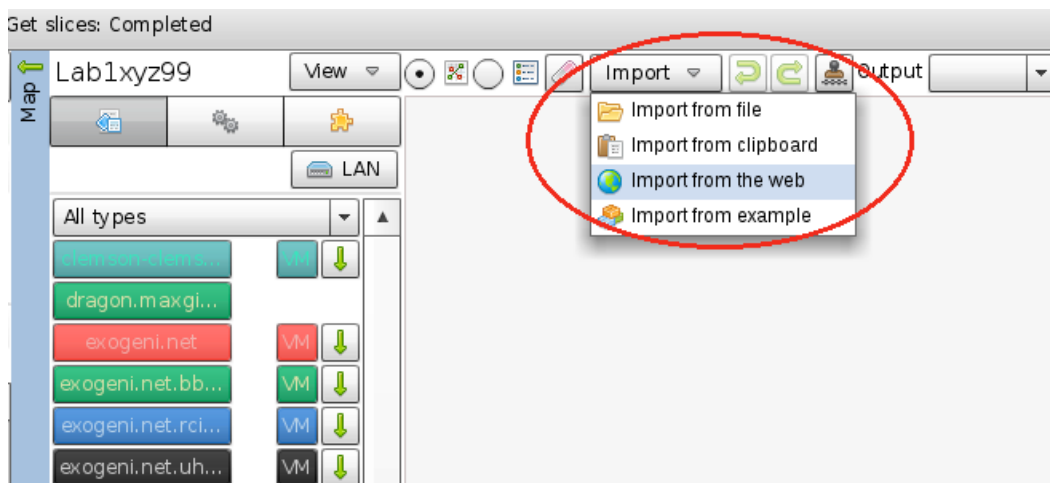 Get slices: Completed
Map
Lab1xyz99
View
Import
Output
Import from file
Import from clipboard
Import from the web
Import from example
LAN
All types
clemson-clems... VM
dragon.maxgi...
exogeni.net VM
exogeni.net.bb... VM
exogeni.net.rci... VM
exogeni.net.uh... VM